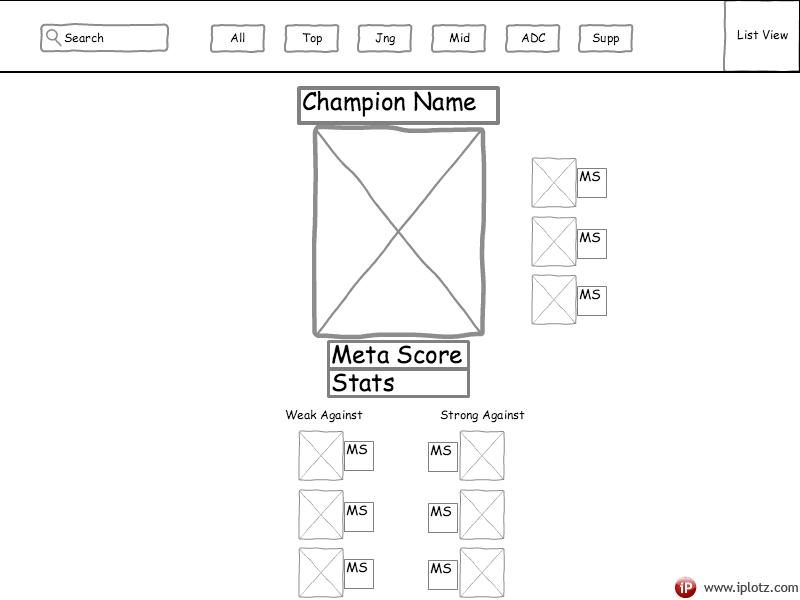 Search
All
Top
Jng
Mid
ADC
Supp
List View
Champion Name
MS
MS
MS
Meta Score
Stats
Weak Against
Strong Against
MS
MS
MS
MS
MS
MS
iP www.iplotz.com